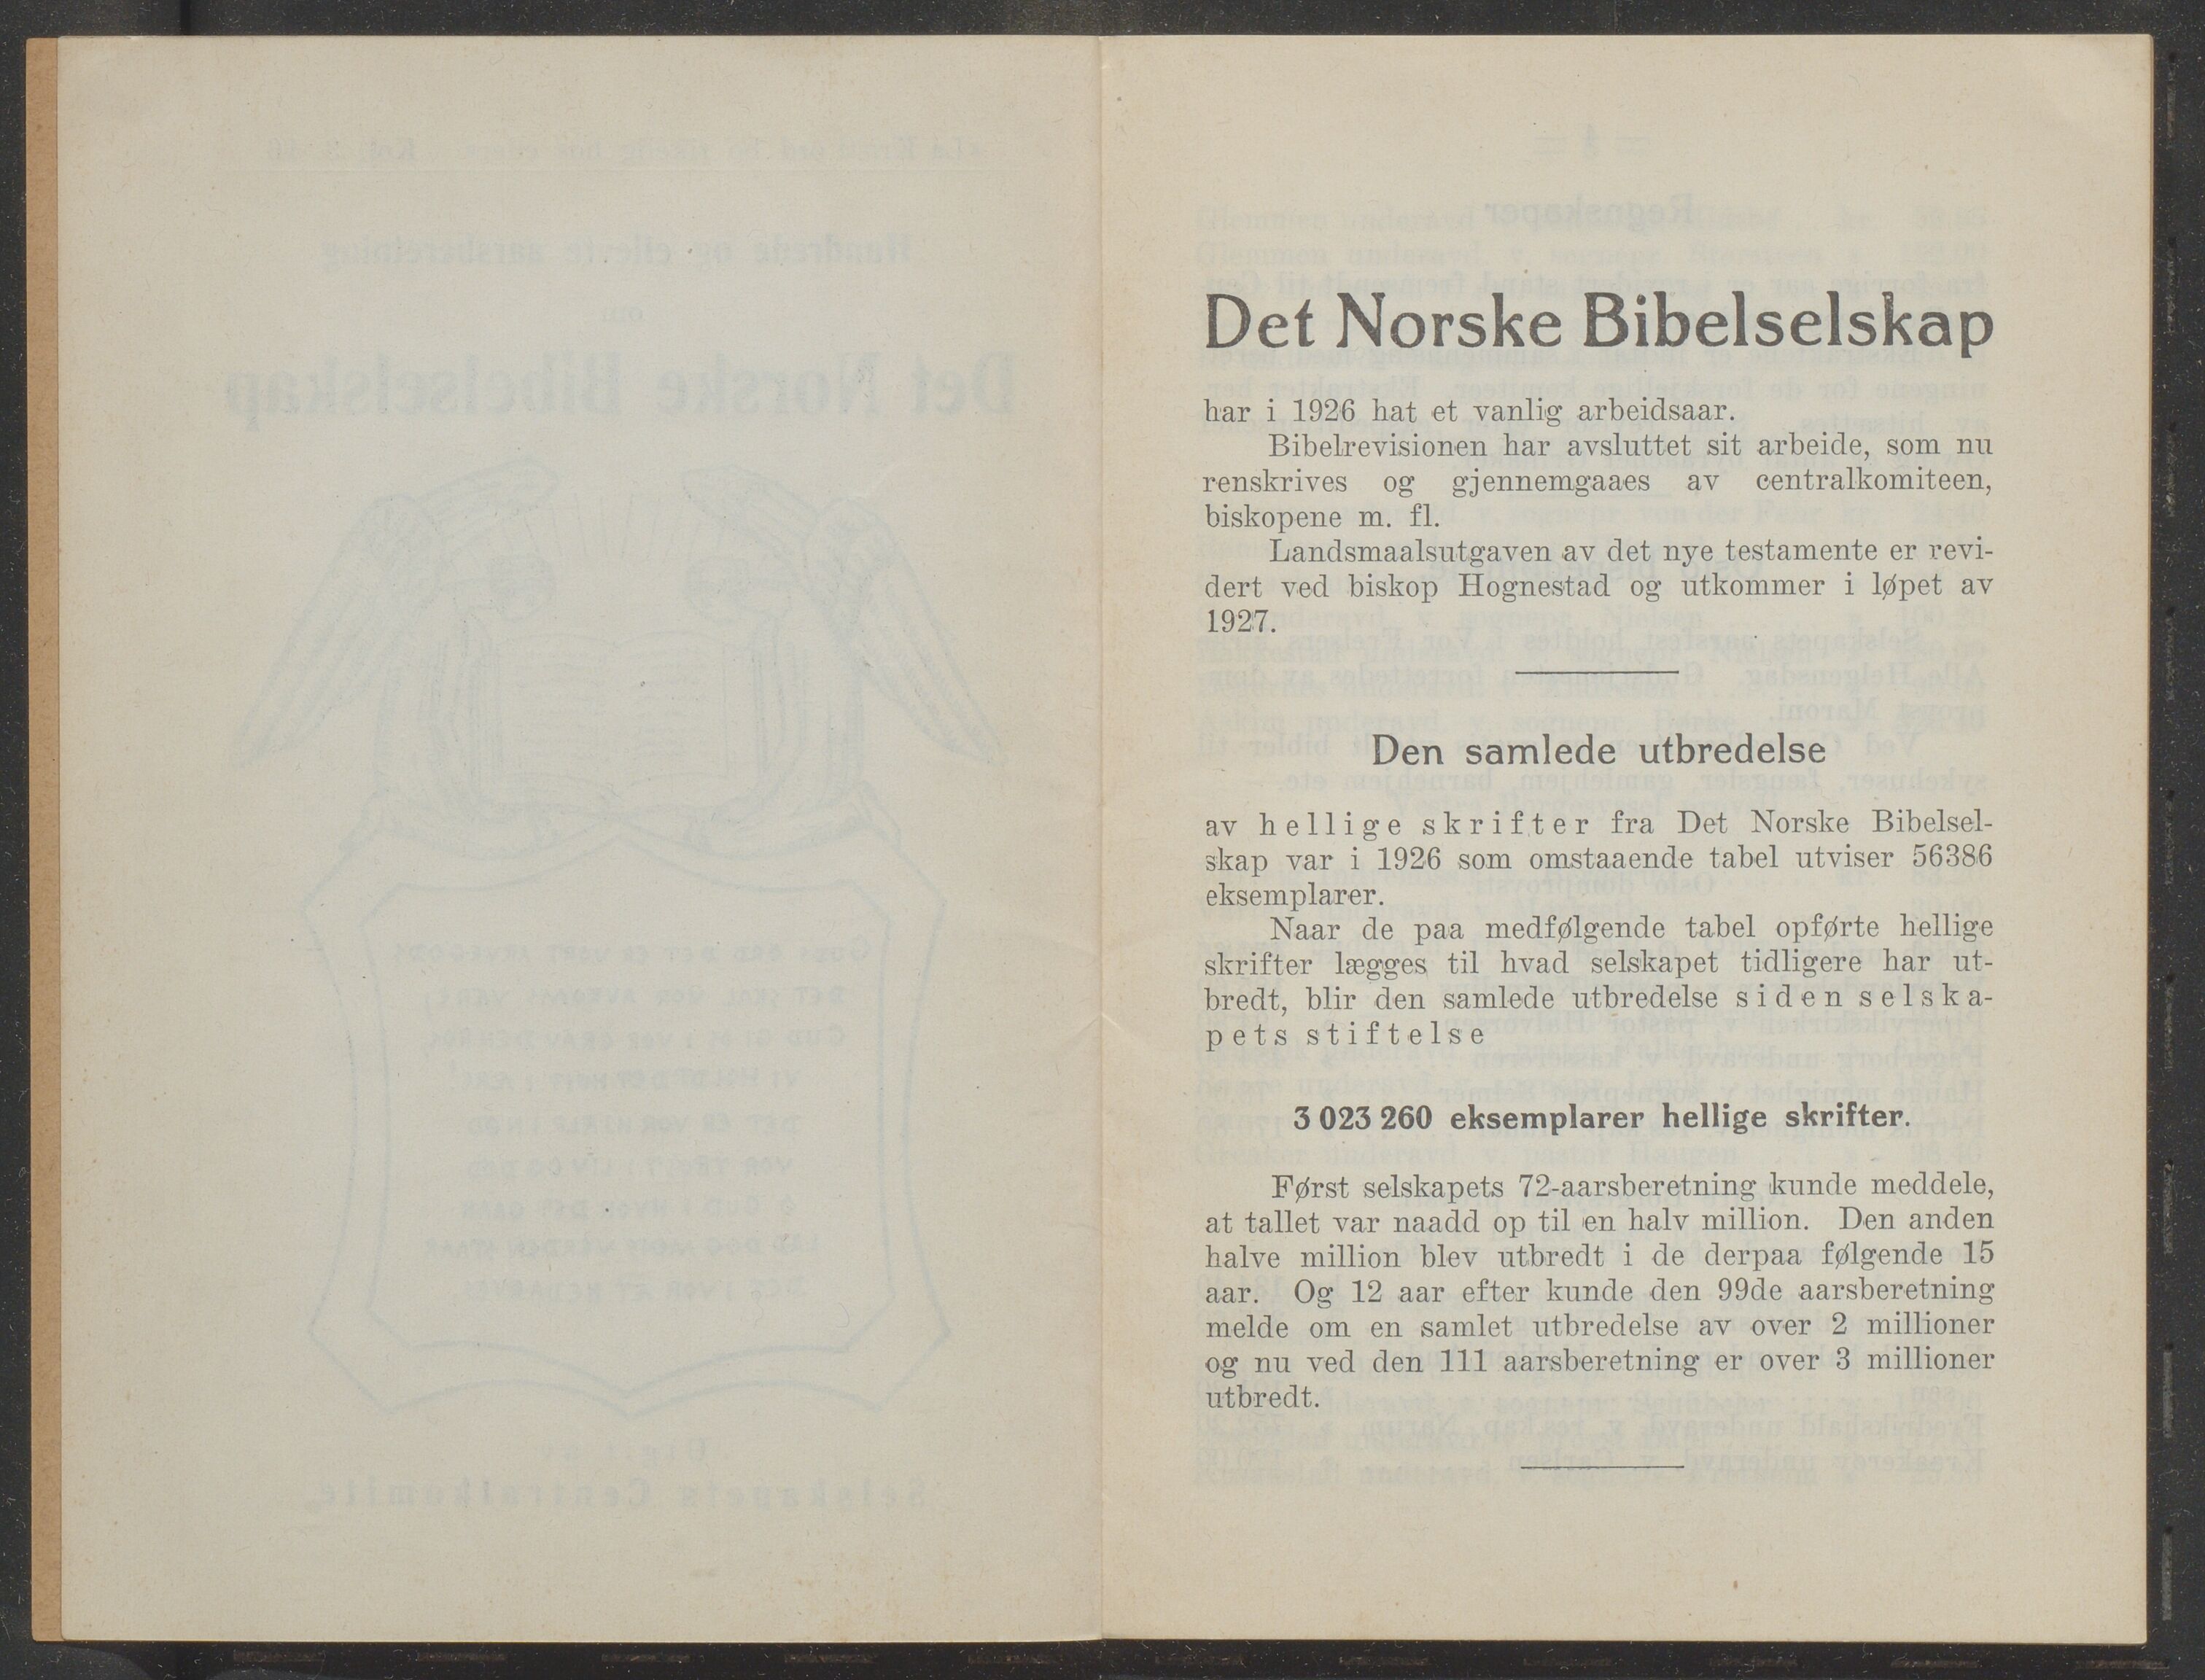 Det Norske Bibelselskap
har i 1926 hat et vanlig arbeidsaar.
Bibelrevisionen har avsluttet sit arbeide, som nu
renskrives og gjennemgaaes av centralkomiteen,
biskopene m. fl.
Landsmaalsutgaven av det nye testamente er revi-
dert ved biskop Hognestad og utkommer i løpet av
1927.
Den samlede utbredelse
av hellige skrifter fra Det Norske Bibelsel-
skap var i 1926 som omstaaende tabel utviser 56386
eksemplarer.
Naar de paa medfølgende tabel opførte hellige
skrifter lægges til hvad selskapet tidligere har ut-
bredt, blir den samlede utbredelse siden selska-
pets stiftelse
3 023 260 eksemplarer hellige skrifter.
Først selskapets 72-aarsberetning kunde meddele,
at tallet var naadd op til en halv million. Den anden
halve million blev utbredt i de derpaa følgende 15
aar. Og 12 aar efter kunde den 99de aarsberetning
melde om en samlet utbredelse av over 2 millioner
og nu ved den 111 aarsberetning er over 3 millioner
utbredt.